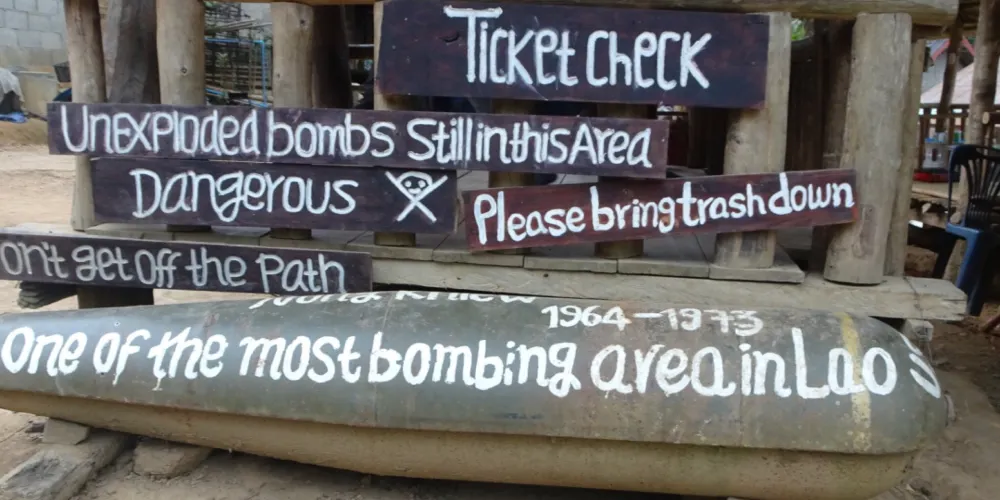 Ticket check
Unexploded bombs Still in this Area
Dangerous
Please bring trash down
on't get off the Path
1964-1973
One of the most bombing area in Lao's